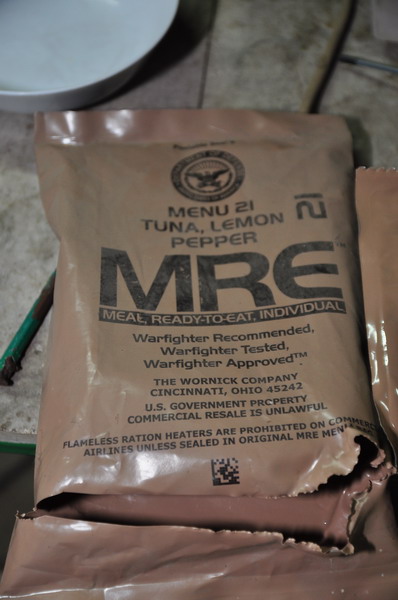 MENU 21
TUNA, LEMON
PEPPER
21
MRE™
MEAL, READY-TO-EAT, INDIVIDUAL
Warfighter Recommended,
Warfighter Tested,
Warfighter Approved™
THE WORNICK COMPANY
CINCINNATI, OHIO 45242
U.S. GOVERNMENT PROPERTY
COMMERCIAL RESALE IS UNLAWFUL
FLAMELESS RATION HEATERS ARE PROHIBITED ON
AIRLINES UNLESS SEALED IN ORIGINAL MRE